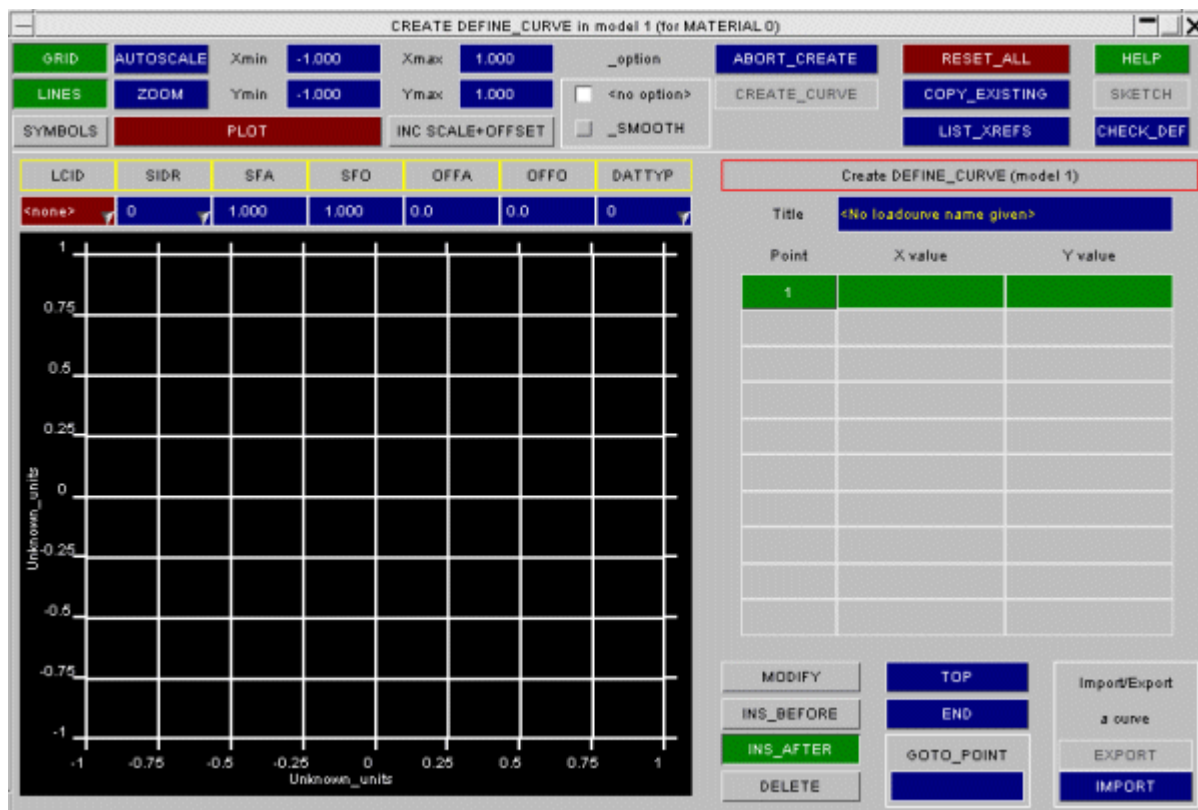 CREATE DEFINE_CURVE in model 1 (for MATERIAL 0)
GRID AUTOSCALE Xmin -1.000 Xmax 1.000 _option ABORT_CREATE RESET_ALL HELP
LINES ZOOM Ymin -1.000 Ymax 1.000 <no option> CREATE_CURVE COPY_EXISTING SKETCH
SYMBOLS PLOT INC SCALE+OFFSET _SMOOTH LIST_XREFS CHECK_DEF
LCID SIDR SFA SFO OFFA OFFO DATTYP
<none> 0 1.000 1.000 0.0 0.0 0
1
0.75
0.5
0.25
0
-0.25
-0.5
-0.75
-1
Unknown_units
-1 -0.75 -0.5 -0.25 0 0.25 0.5 0.75 1
Unknown_units
Create DEFINE_CURVE (model 1)
Title <No loadcurve name given>
Point X value Y value
1
MODIFY TOP Import/Export
INS_BEFORE END a curve
INS_AFTER GOTO_POINT EXPORT
DELETE IMPORT